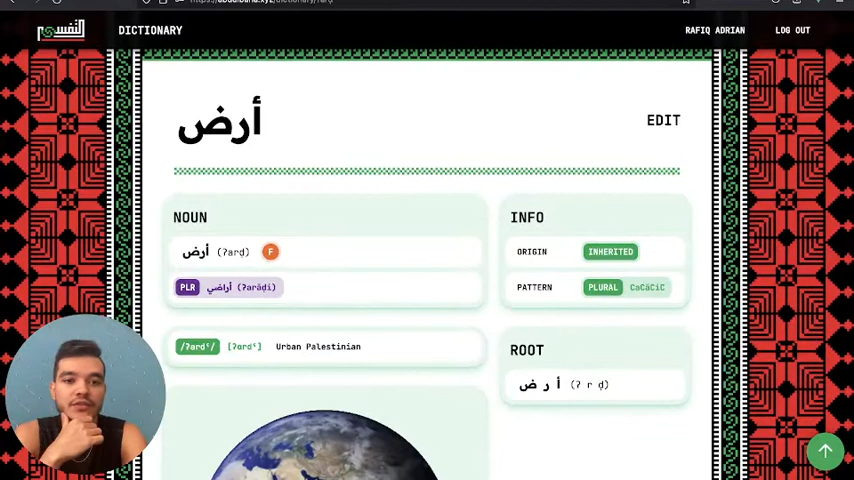 DICTIONARY
RAFIQ ADRIAN
LOG OUT
أرض
EDIT
NOUN
أرض (ʔarḍ) F
PLR أراضي (ʔarāḍi)
/ʔardˤ/ [ʔardˤ] Urban Palestinian
INFO
ORIGIN INHERITED
PATTERN PLURAL CaCāCiC
ROOT
أ ر ض (ʔ r ḍ)